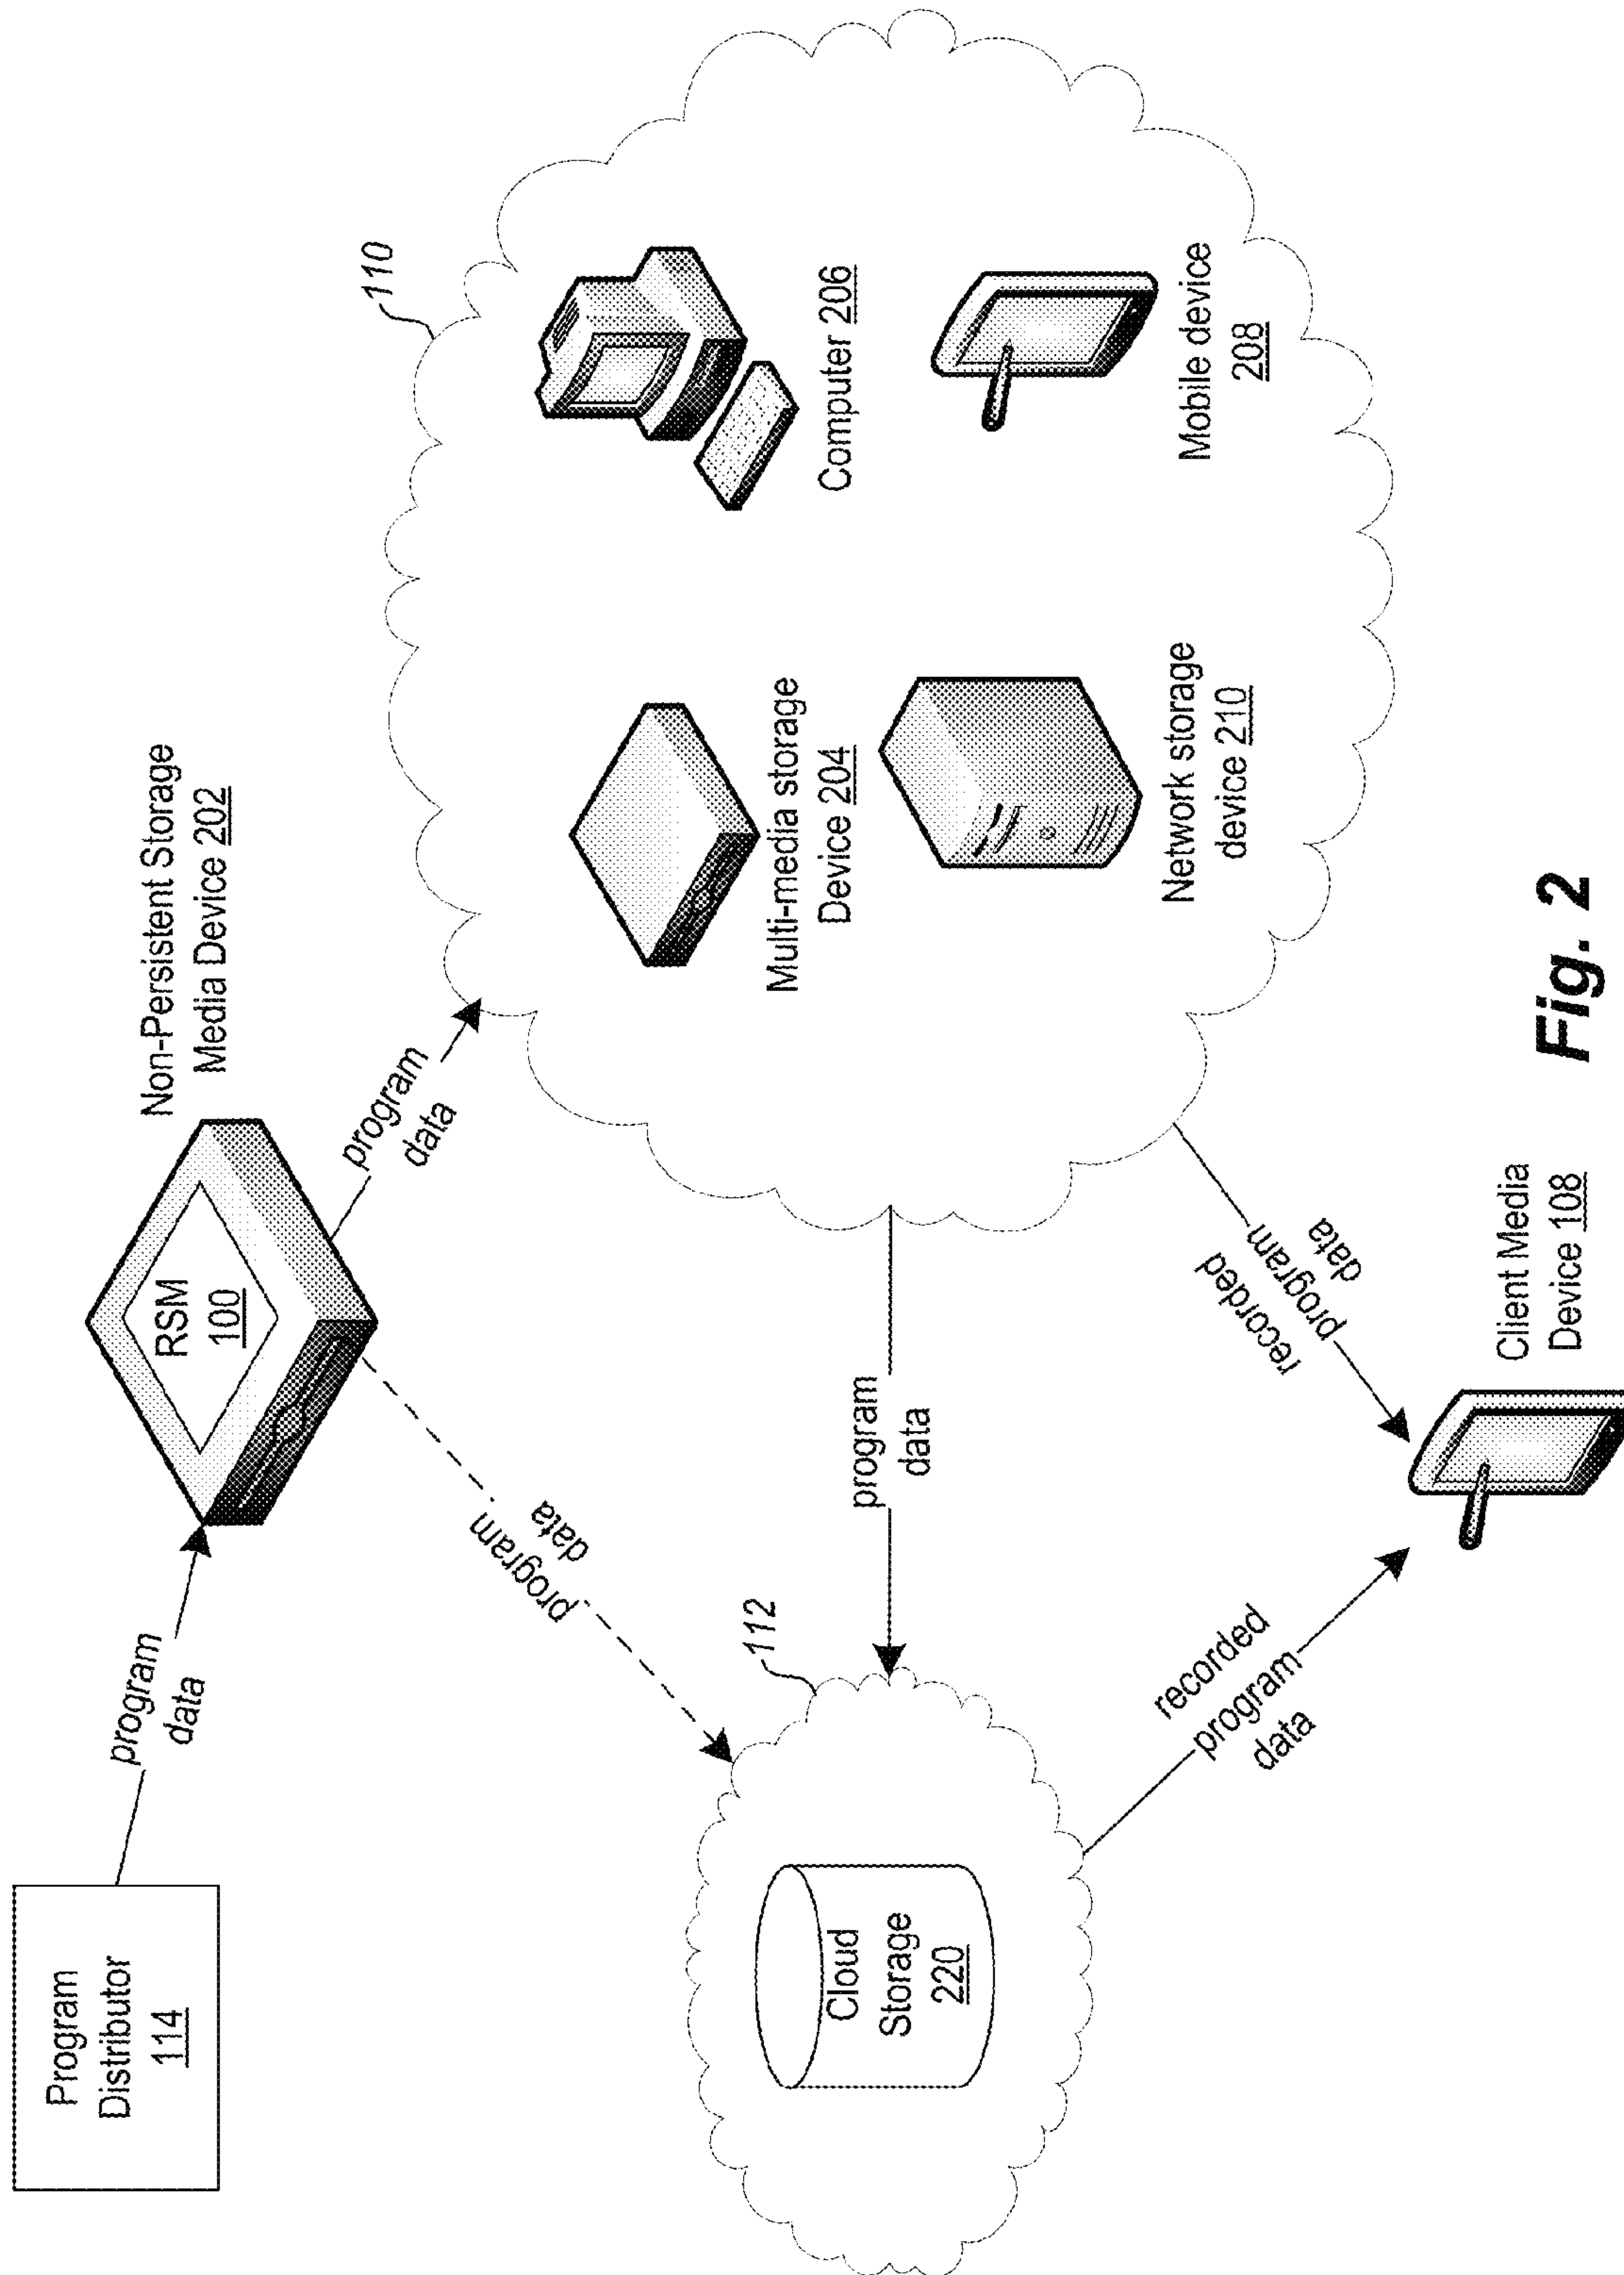 Program
Distributor
114
program
data
RSM
100
Non-Persistent Storage
Media Device 202
program
data
program
data
110
112
Cloud
Storage
220
program
data
Multi-media storage
Device 204
Computer 206
Network storage
device 210
Mobile device
208
recorded
program
data
recorded
program
data
Client Media
Device 108
Fig. 2